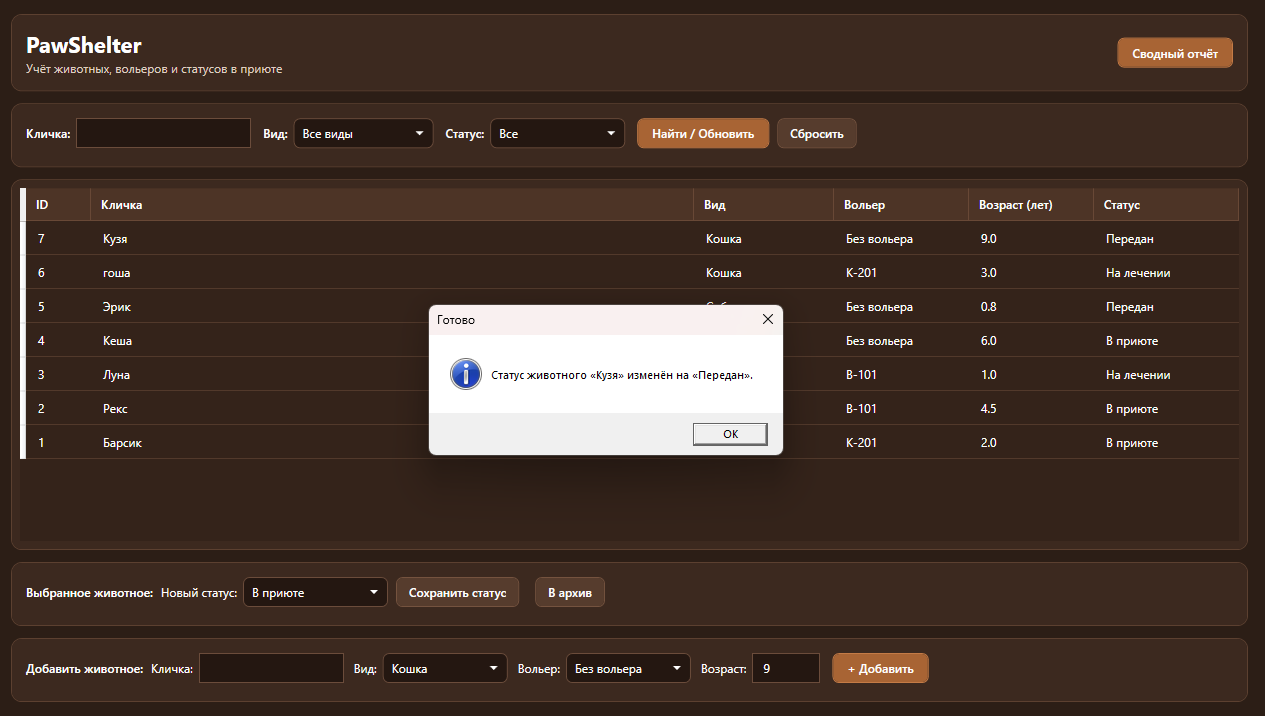 PawShelter
Учёт животных, вольеров и статусов в приюте
Сводный отчёт
Кличка: Вид: Все виды Статус: Все Найти / Обновить Сбросить
ID Кличка Вид Вольер Возраст (лет) Статус
7 Кузя Кошка Без вольера 9.0 Передан
6 гоша Кошка К-201 3.0 На лечении
5 Эрик Без вольера 0.8 Передан
4 Кеша Без вольера 6.0 В приюте
3 Луна В-101 1.0 На лечении
2 Рекс В-101 4.5 В приюте
1 Барсик К-201 2.0 В приюте
Готово
Статус животного «Кузя» изменён на «Передан».
ОК
Выбранное животное: Новый статус: В приюте Сохранить статус В архив
Добавить животное: Кличка: Вид: Кошка Вольер: Без вольера Возраст: 9 + Добавить